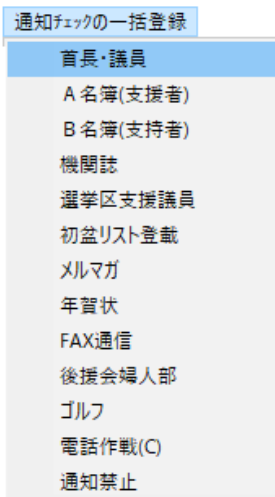 通知ﾁｪｯｸの一括登録
首長・議員
A名簿(支援者)
B名簿(支持者)
機関誌
選挙区支援議員
初盆リスト登載
メルマガ
年賀状
FAX通信
後援会婦人部
ゴルフ
電話作戦(C)
通知禁止